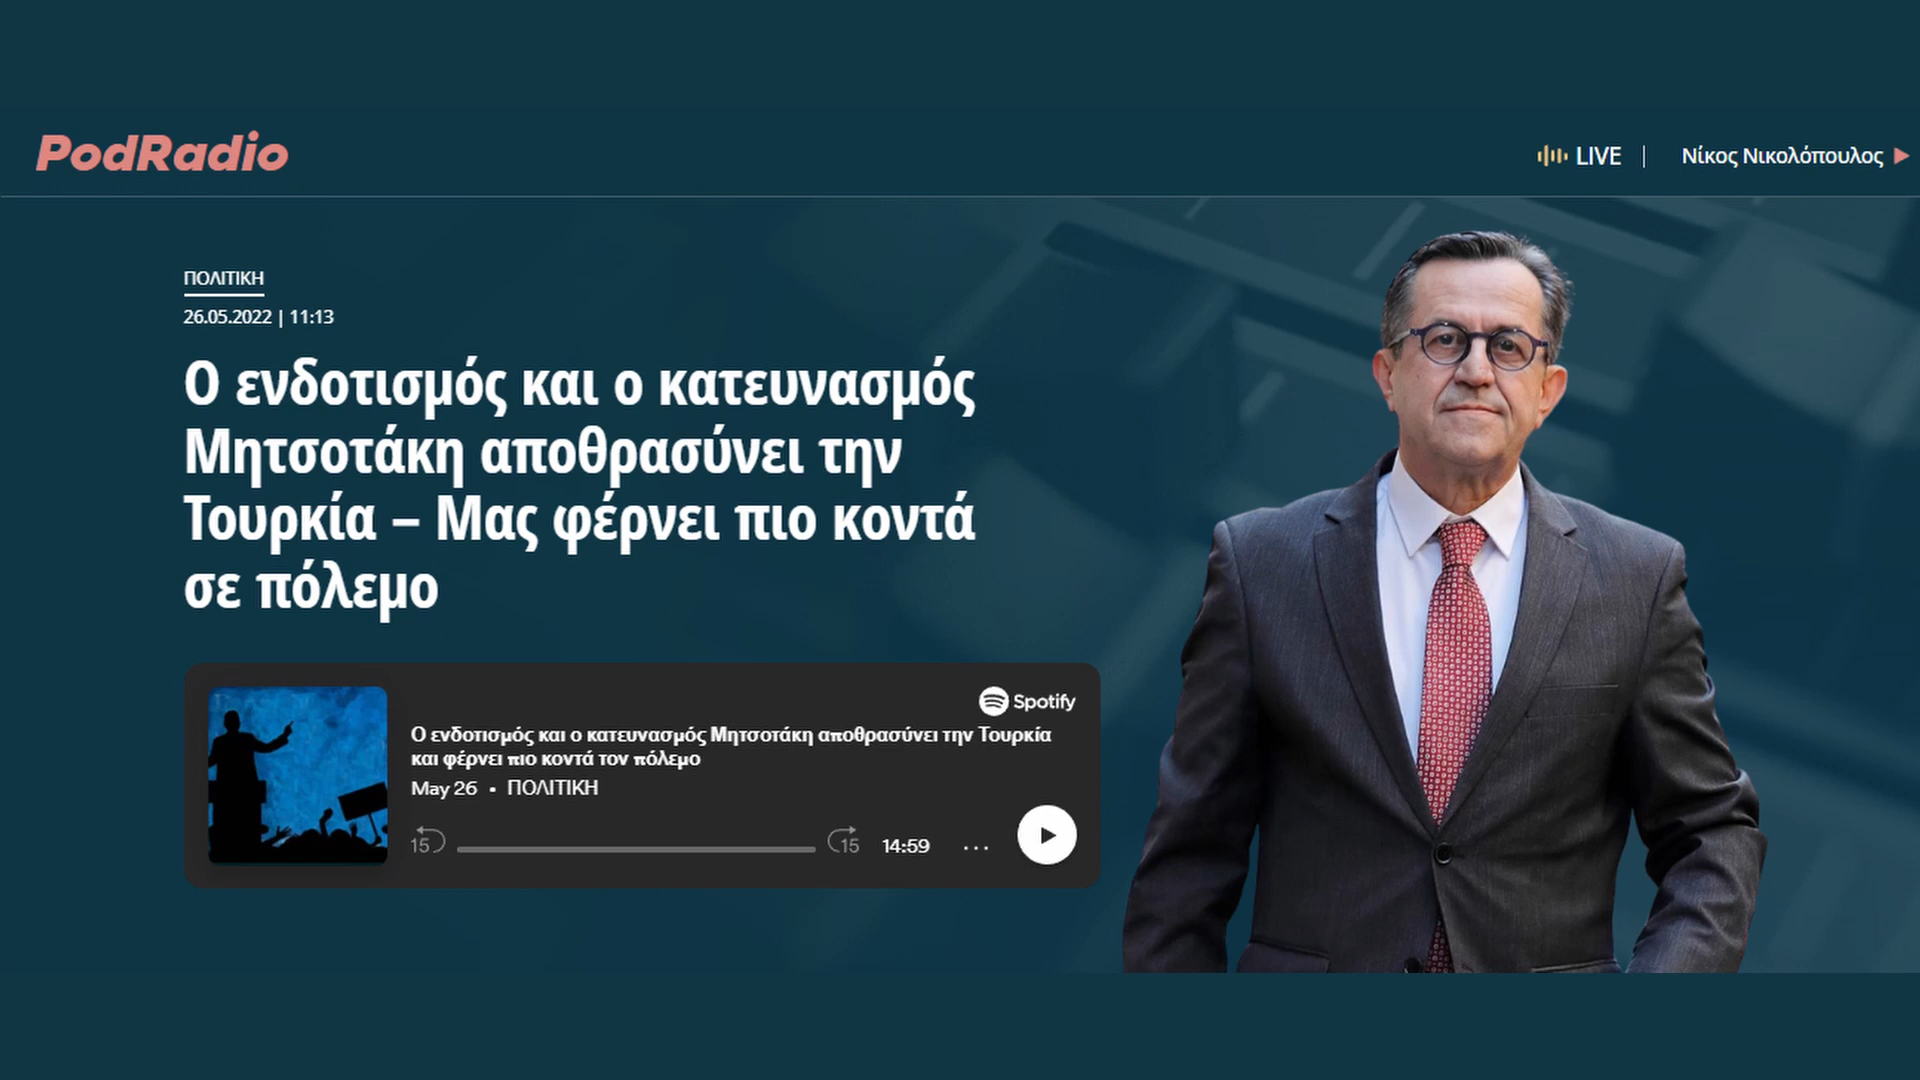 PodRadio
LIVE | Νίκος Νικολόπουλος
ΠΟΛΙΤΙΚΗ
26.05.2022 | 11:13
Ο ενδοτισμός και ο κατευνασμός
Μητσοτάκη αποθρασύνει την
Τουρκία – Μας φέρνει πιο κοντά
σε πόλεμο
Spotify
Ο ενδοτισμός και ο κατευνασμός Μητσοτάκη αποθρασύνει την Τουρκία
και φέρνει πιο κοντά τον πόλεμο
May 26 • ΠΟΛΙΤΙΚΗ
15 15 14:59 ...